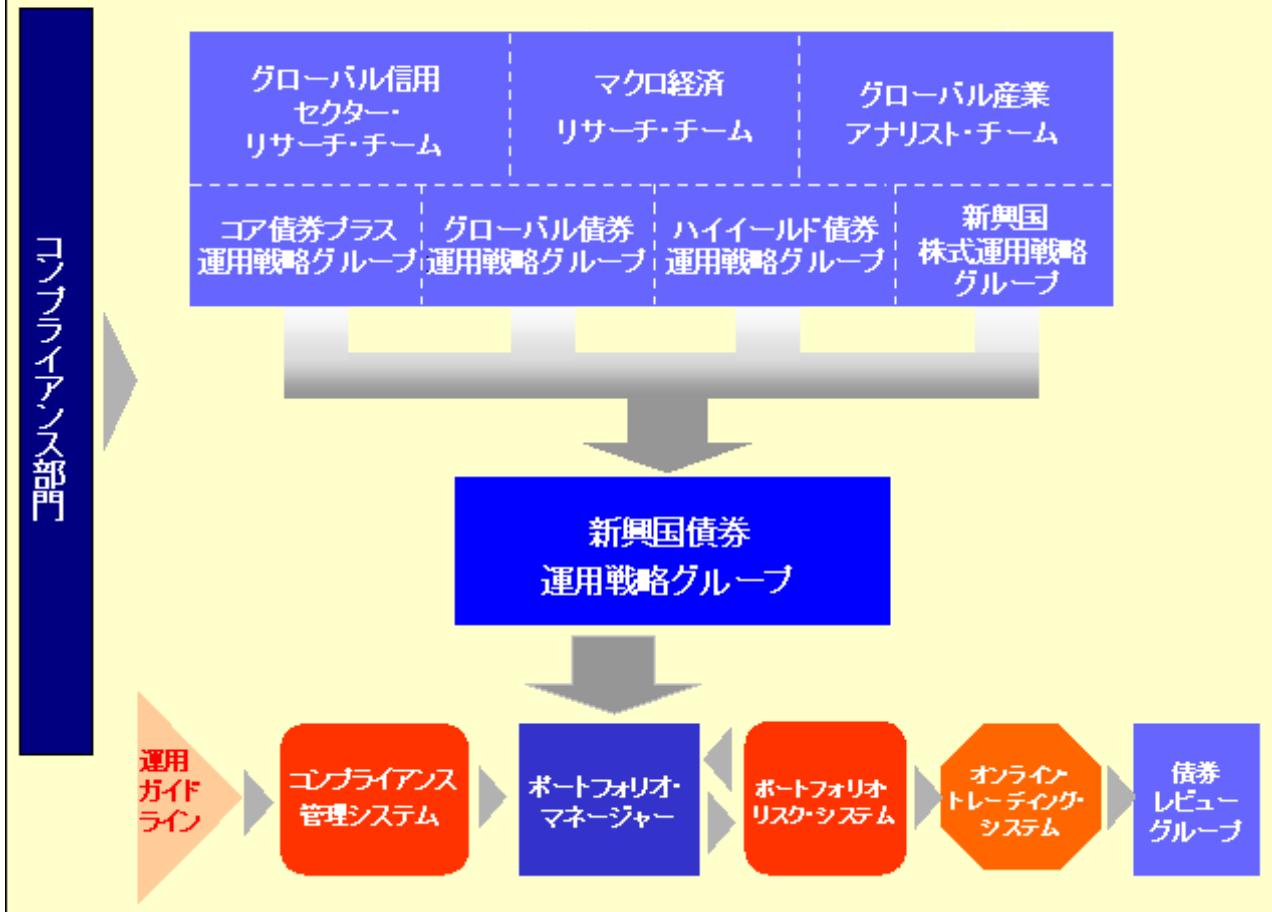 コンプライアンス部門
グローバル信用
セクター・
リサーチ・チーム
マクロ経済
リサーチ・チーム
グローバル産業
アナリスト・チーム
コア債券プラス
運用戦略グループ
グローバル債券
運用戦略グループ
ハイイールド債券
運用戦略グループ
新興国
株式運用戦略
グループ
新興国債券
運用戦略グループ
運用
ガイド
ライン
コンプライアンス
管理システム
ポートフォリオ・
マネージャー
ポートフォリオ・
リスク・システム
オンライン・
トレーディング・
システム
債券
レビュー
グループ